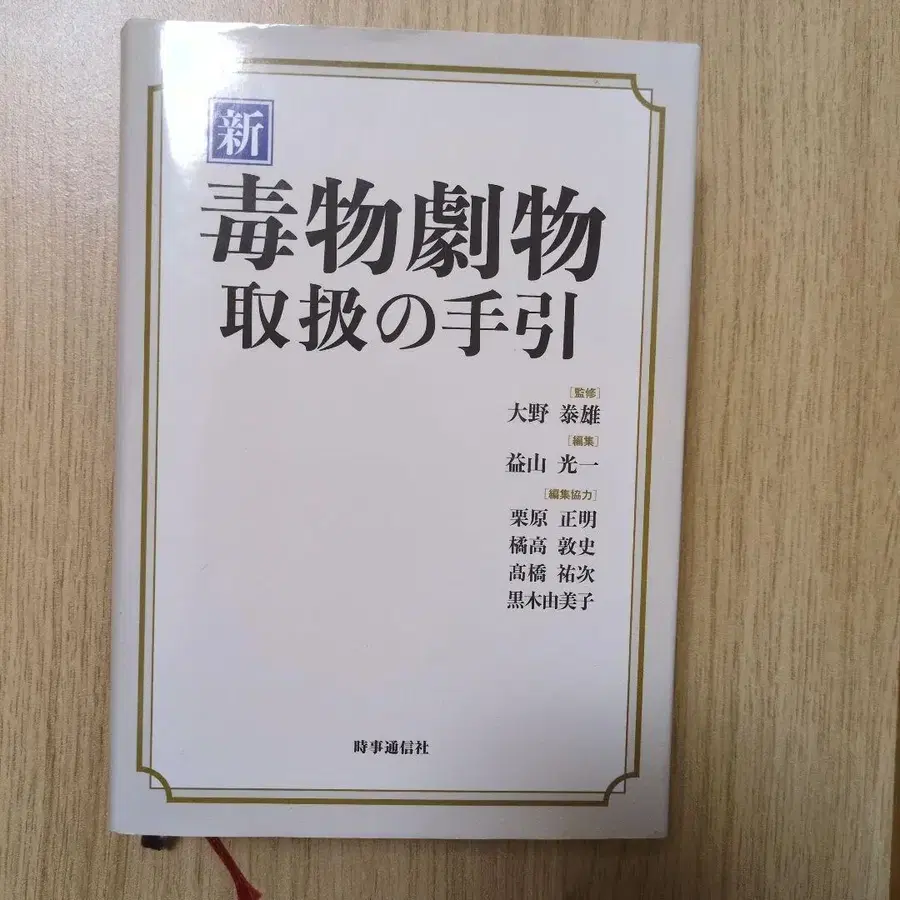 新
毒物劇物
取扱の手引
［監修］
大野 泰雄
［編集］
益山 光一
［編集協力］
栗原 正明
橘高 敦史
髙橋 祐次
黒木由美子
時事通信社